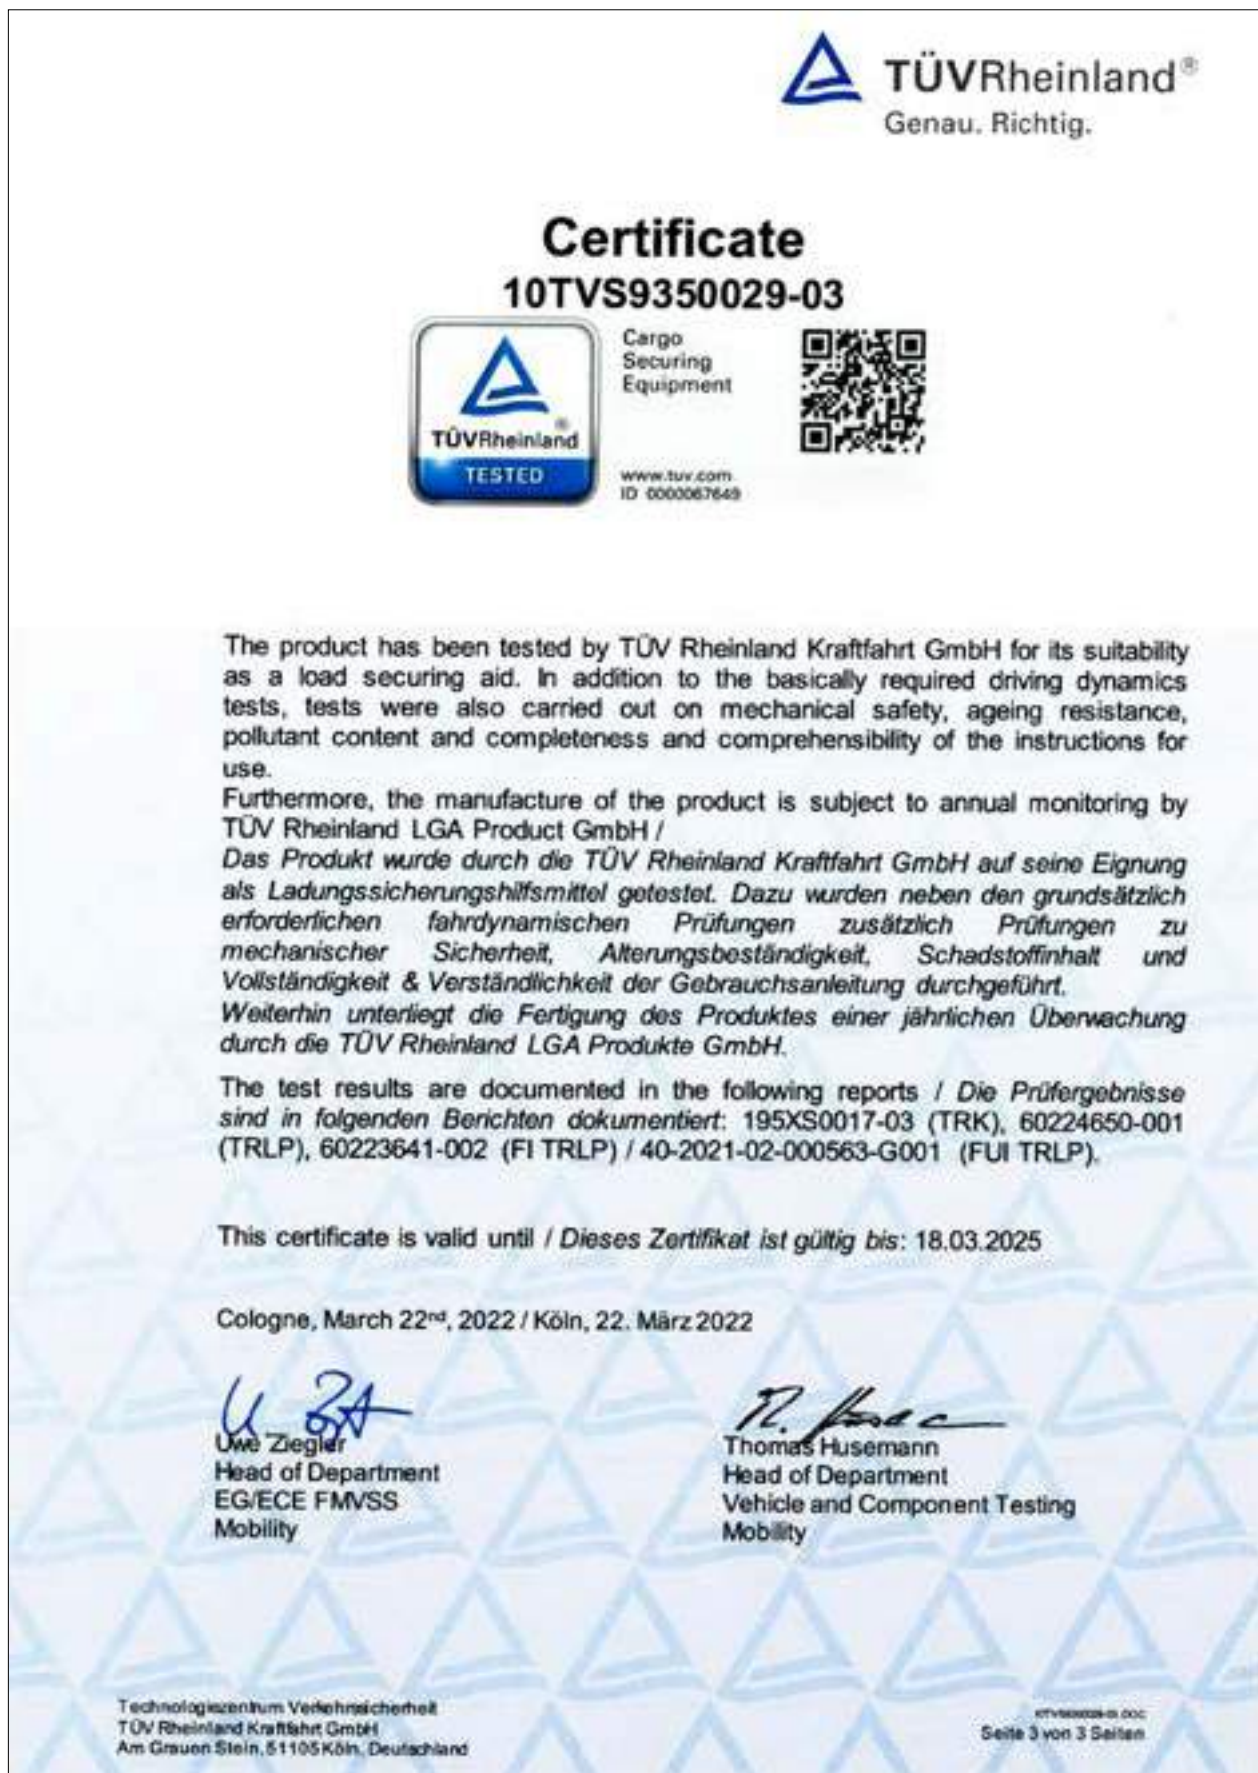 TÜVRheinland®
Genau. Richtig.
Certificate
10TVS9350029-03
Cargo
Securing
Equipment
TÜVRheinland®
TESTED
www.tuv.com
ID 0000067649
The product has been tested by TÜV Rheinland Kraftfahrt GmbH for its suitability
as a load securing aid. In addition to the basically required driving dynamics
tests, tests were also carried out on mechanical safety, ageing resistance,
pollutant content and completeness and comprehensibility of the instructions for
use.
Furthermore, the manufacture of the product is subject to annual monitoring by
TÜV Rheinland LGA Product GmbH /
Das Produkt wurde durch die TÜV Rheinland Kraftfahrt GmbH auf seine Eignung
als Ladungssicherungshilfsmittel getestet. Dazu wurden neben den grundsätzlich
erforderlichen fahrdynamischen Prüfungen zusätzlich Prüfungen zu
mechanischer Sicherheit, Alterungsbeständigkeit, Schadstoffinhalt und
Vollständigkeit & Verständlichkeit der Gebrauchsanleitung durchgeführt.
Weiterhin unterliegt die Fertigung des Produktes einer jährlichen Überwachung
durch die TÜV Rheinland LGA Produkte GmbH.
The test results are documented in the following reports / Die Prüfergebnisse
sind in folgenden Berichten dokumentiert: 195XS0017-03 (TRK), 60224650-001
(TRLP), 60223641-002 (FI TRLP) / 40-2021-02-000563-G001 (FUI TRLP).
This certificate is valid until / Dieses Zertifikat ist gültig bis: 18.03.2025
Cologne, March 22nd, 2022 / Köln, 22. März 2022
Uwe Ziegler
Head of Department
EG/ECE FMVSS
Mobility
Thomas Husemann
Head of Department
Vehicle and Component Testing
Mobility
Technologiezentrum Verkehrssicherheit
TÜV Rheinland Kraftfahrt GmbH
Am Grauen Stein, 51105 Köln, Deutschland
Seite 3 von 3 Seiten